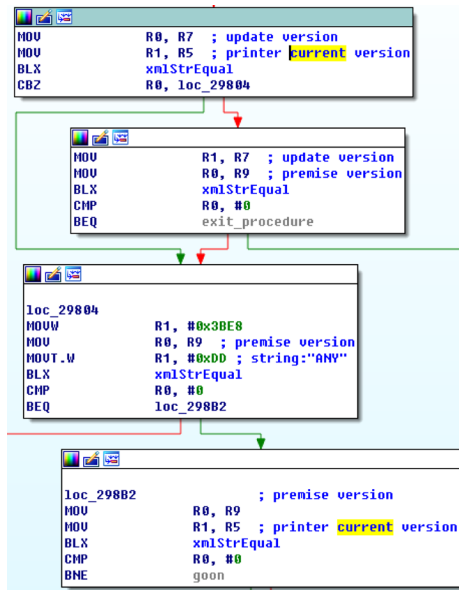 MOV R0, R7 ; update version
MOV R1, R5 ; printer current version
BLX xmlStrEqual
CBZ R0, loc_29804
MOV R1, R7 ; update version
MOV R0, R9 ; premise version
BLX xmlStrEqual
CMP R0, #0
BEQ exit_procedure
loc_29804
MOVW R1, #0x3BE8
MOV R0, R9 ; premise version
MOVT.W R1, #0xDD ; string:"ANY"
BLX xmlStrEqual
CMP R0, #0
BEQ loc_298B2
loc_298B2 ; premise version
MOV R0, R9
MOV R1, R5 ; printer current version
BLX xmlStrEqual
CMP R0, #0
BNE goon